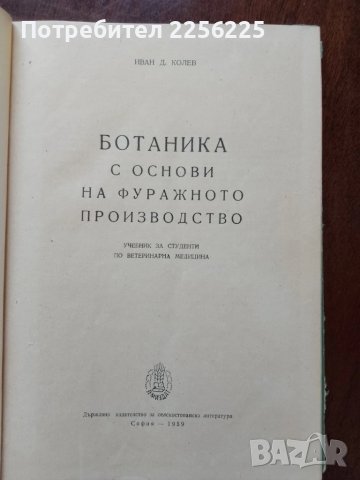 Потребител 2256225
ИВАН Д. КОЛЕВ
БОТАНИКА
С ОСНОВИ
НА ФУРАЖНОТО
ПРОИЗВОДСТВО
УЧЕБНИК ЗА СТУДЕНТИ
ПО ВЕТЕРИНАРНА МЕДИЦИНА
Държавно издателство за селскостопанска литература
София — 1959
BAZAR